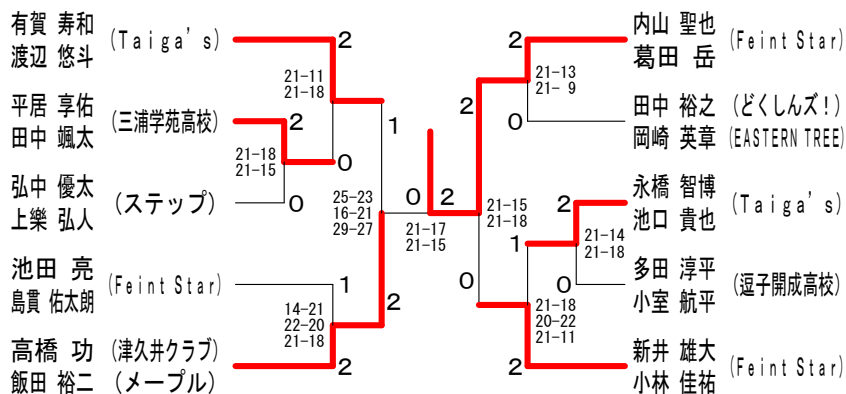 有賀 寿和
渡辺 悠斗
(Taiga's)
2
21-11
21-18
平居 享佑
田中 颯太
(三浦学苑高校)
2
1
0
21-18
21-15
弘中 優太
上樂 弘人
(ステップ)
0
25-23
16-21
29-27
池田 亮
島貫 佑太朗
(Feint Star)
1
14-21
22-20
21-18
2
高橋 功
飯田 裕二
(津久井クラブ)
(メープル)
2
0
2
21-17
21-15
2
21-15
21-18
0
2
内山 聖也
葛田 岳
(Feint Star)
21-13
21- 9
0
田中 裕之
岡崎 英章
(どくしんズ!)
(EASTERN TREE)
2
永橋 智博
池口 貴也
(Taiga's)
1
21-14
21-18
0
多田 淳平
小室 航平
(逗子開成高校)
21-18
20-22
21-11
2
新井 雄大
小林 佳祐
(Feint Star)